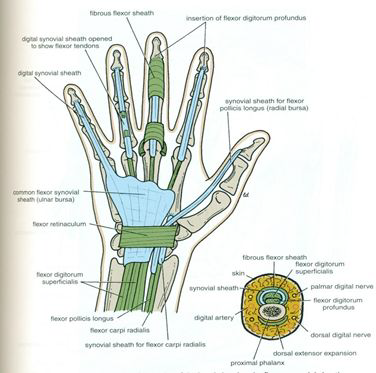 fibrous flexor sheath
insertion of flexor digitorum profundus
digital synovial sheath opened
to show flexor tendons
digital synovial sheath
synovial sheath for flexor
pollicis longus (radial bursa)
common flexor synovial
sheath (ulnar bursa)
flexor retinaculum
flexor digitorum
superficialis
flexor pollicis longus
flexor carpi radialis
synovial sheath for flexor carpi radialis
fibrous flexor sheath
flexor digitorum
superficialis
skin
synovial sheath
palmar digital nerve
flexor digitorum
profundus
digital artery
dorsal digital nerve
dorsal extensor expansion
proximal phalanx